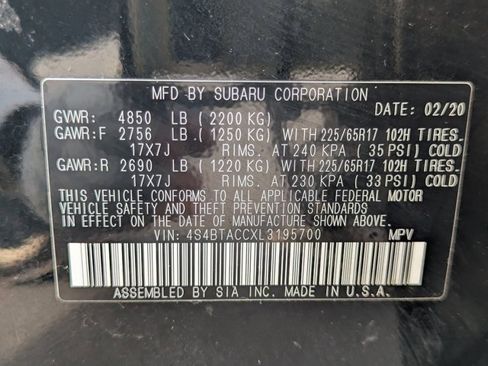 MFD BY SUBARU CORPORATION
GVWR: 4850 LB (2200 KG) DATE: 02/20
GAWR:F 2756 LB (1250 KG) WITH 225/65R17 102H TIRES.
17X7J RIMS. AT 240 KPA (35 PSI) COLD
GAWR:R 2690 LB (1220 KG) WITH 225/65R17 102H TIRES.
17X7J RIMS. AT 230 KPA (33 PSI) COLD
THIS VEHICLE CONFORMS TO ALL APPLICABLE FEDERAL MOTOR
VEHICLE SAFETY AND THEFT PREVENTION STANDARDS
IN EFFECT ON THE DATE OF MANUFACTURE SHOWN ABOVE.
VIN: 4S4BTACCXL3195700 MPV
ASSEMBLED BY SIA INC. MADE IN U.S.A.